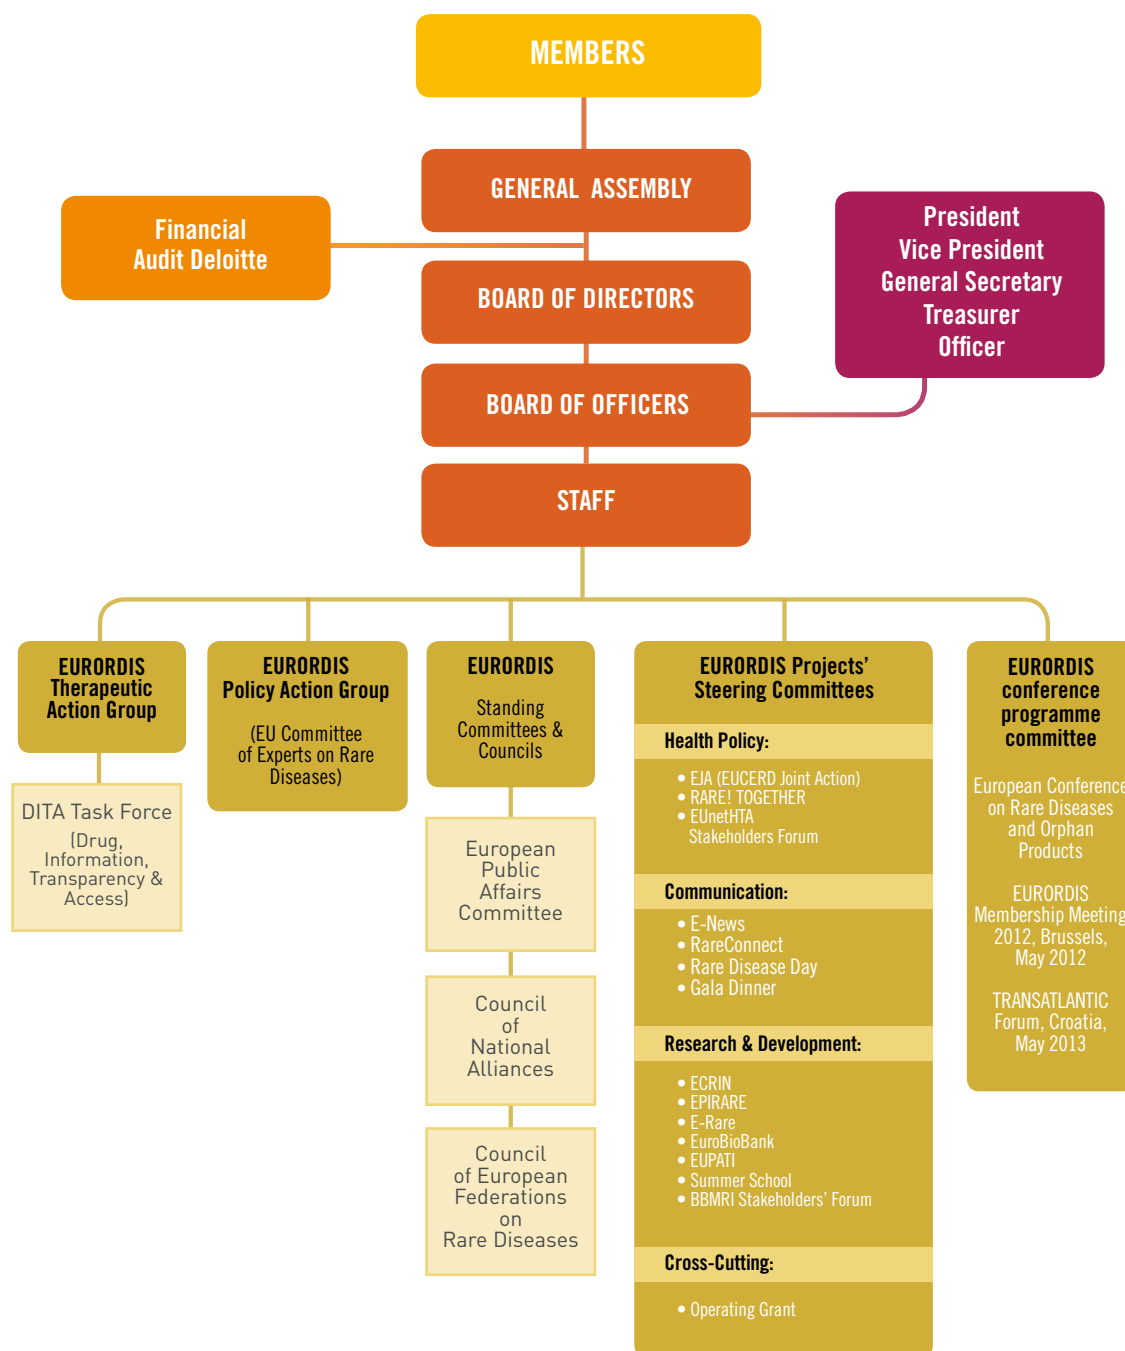 MEMBERS
GENERAL ASSEMBLY
Financial
Audit Deloitte
President
Vice President
General Secretary
Treasurer
Officer
BOARD OF DIRECTORS
BOARD OF OFFICERS
STAFF
EURORDIS
Therapeutic
Action Group
DITA Task Force
(Drug,
Information,
Transparency &
Access)
EURORDIS
Policy Action Group
(EU Committee
of Experts on Rare
Diseases)
EURORDIS
Standing
Committees &
Councils
European
Public
Affairs
Committee
Council
of
National
Alliances
Council
of European
Federations
on
Rare Diseases
EURORDIS Projects’
Steering Committees
Health Policy:
• EJA (EUCERD Joint Action)
• RARE! TOGETHER
• EUnetHTA
Stakeholders Forum
Communication:
• E-News
• RareConnect
• Rare Disease Day
• Gala Dinner
Research & Development:
• ECRIN
• EPIRARE
• E-Rare
• EuroBioBank
• EUPATI
• Summer School
• BBMRI Stakeholders’ Forum
Cross-Cutting:
• Operating Grant
EURORDIS
conference
programme
committee
European Conference
on Rare Diseases
and Orphan
Products
EURORDIS
Membership Meeting
2012, Brussels,
May 2012
TRANSATLANTIC
Forum, Croatia,
May 2013